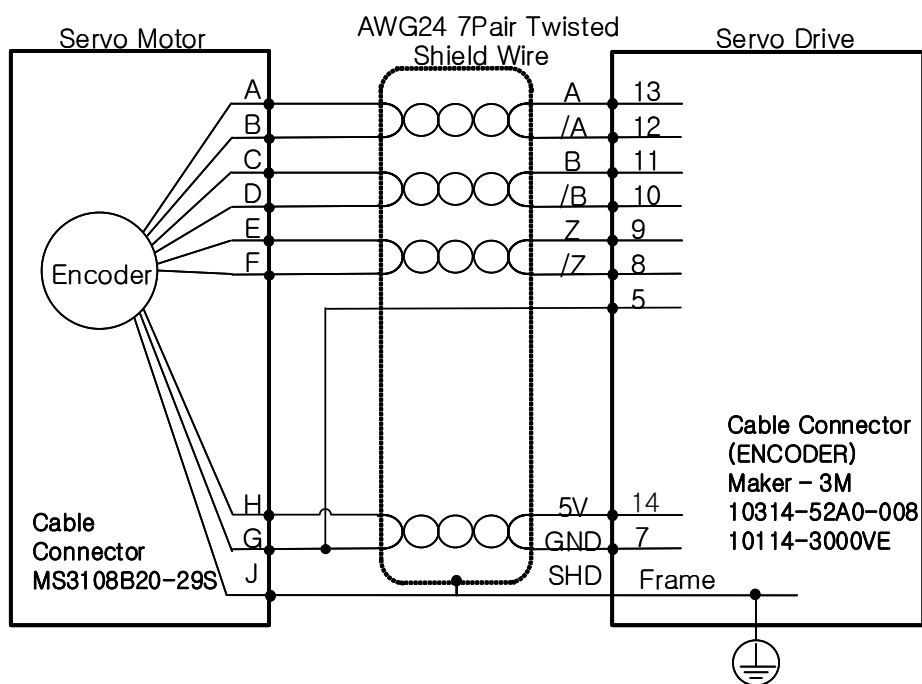 Servo Motor
AWG24 7Pair Twisted
Shield Wire
Servo Drive
A
B
C
D
E
F
Encoder
A
/A
B
/B
Z
/Z
13
12
11
10
9
8
5
H
G
J
Cable
Connector
MS3108B20-29S
5V
GND
SHD
14
7
Frame
Cable Connector
(ENCODER)
Maker - 3M
10314-52A0-008
10114-3000VE